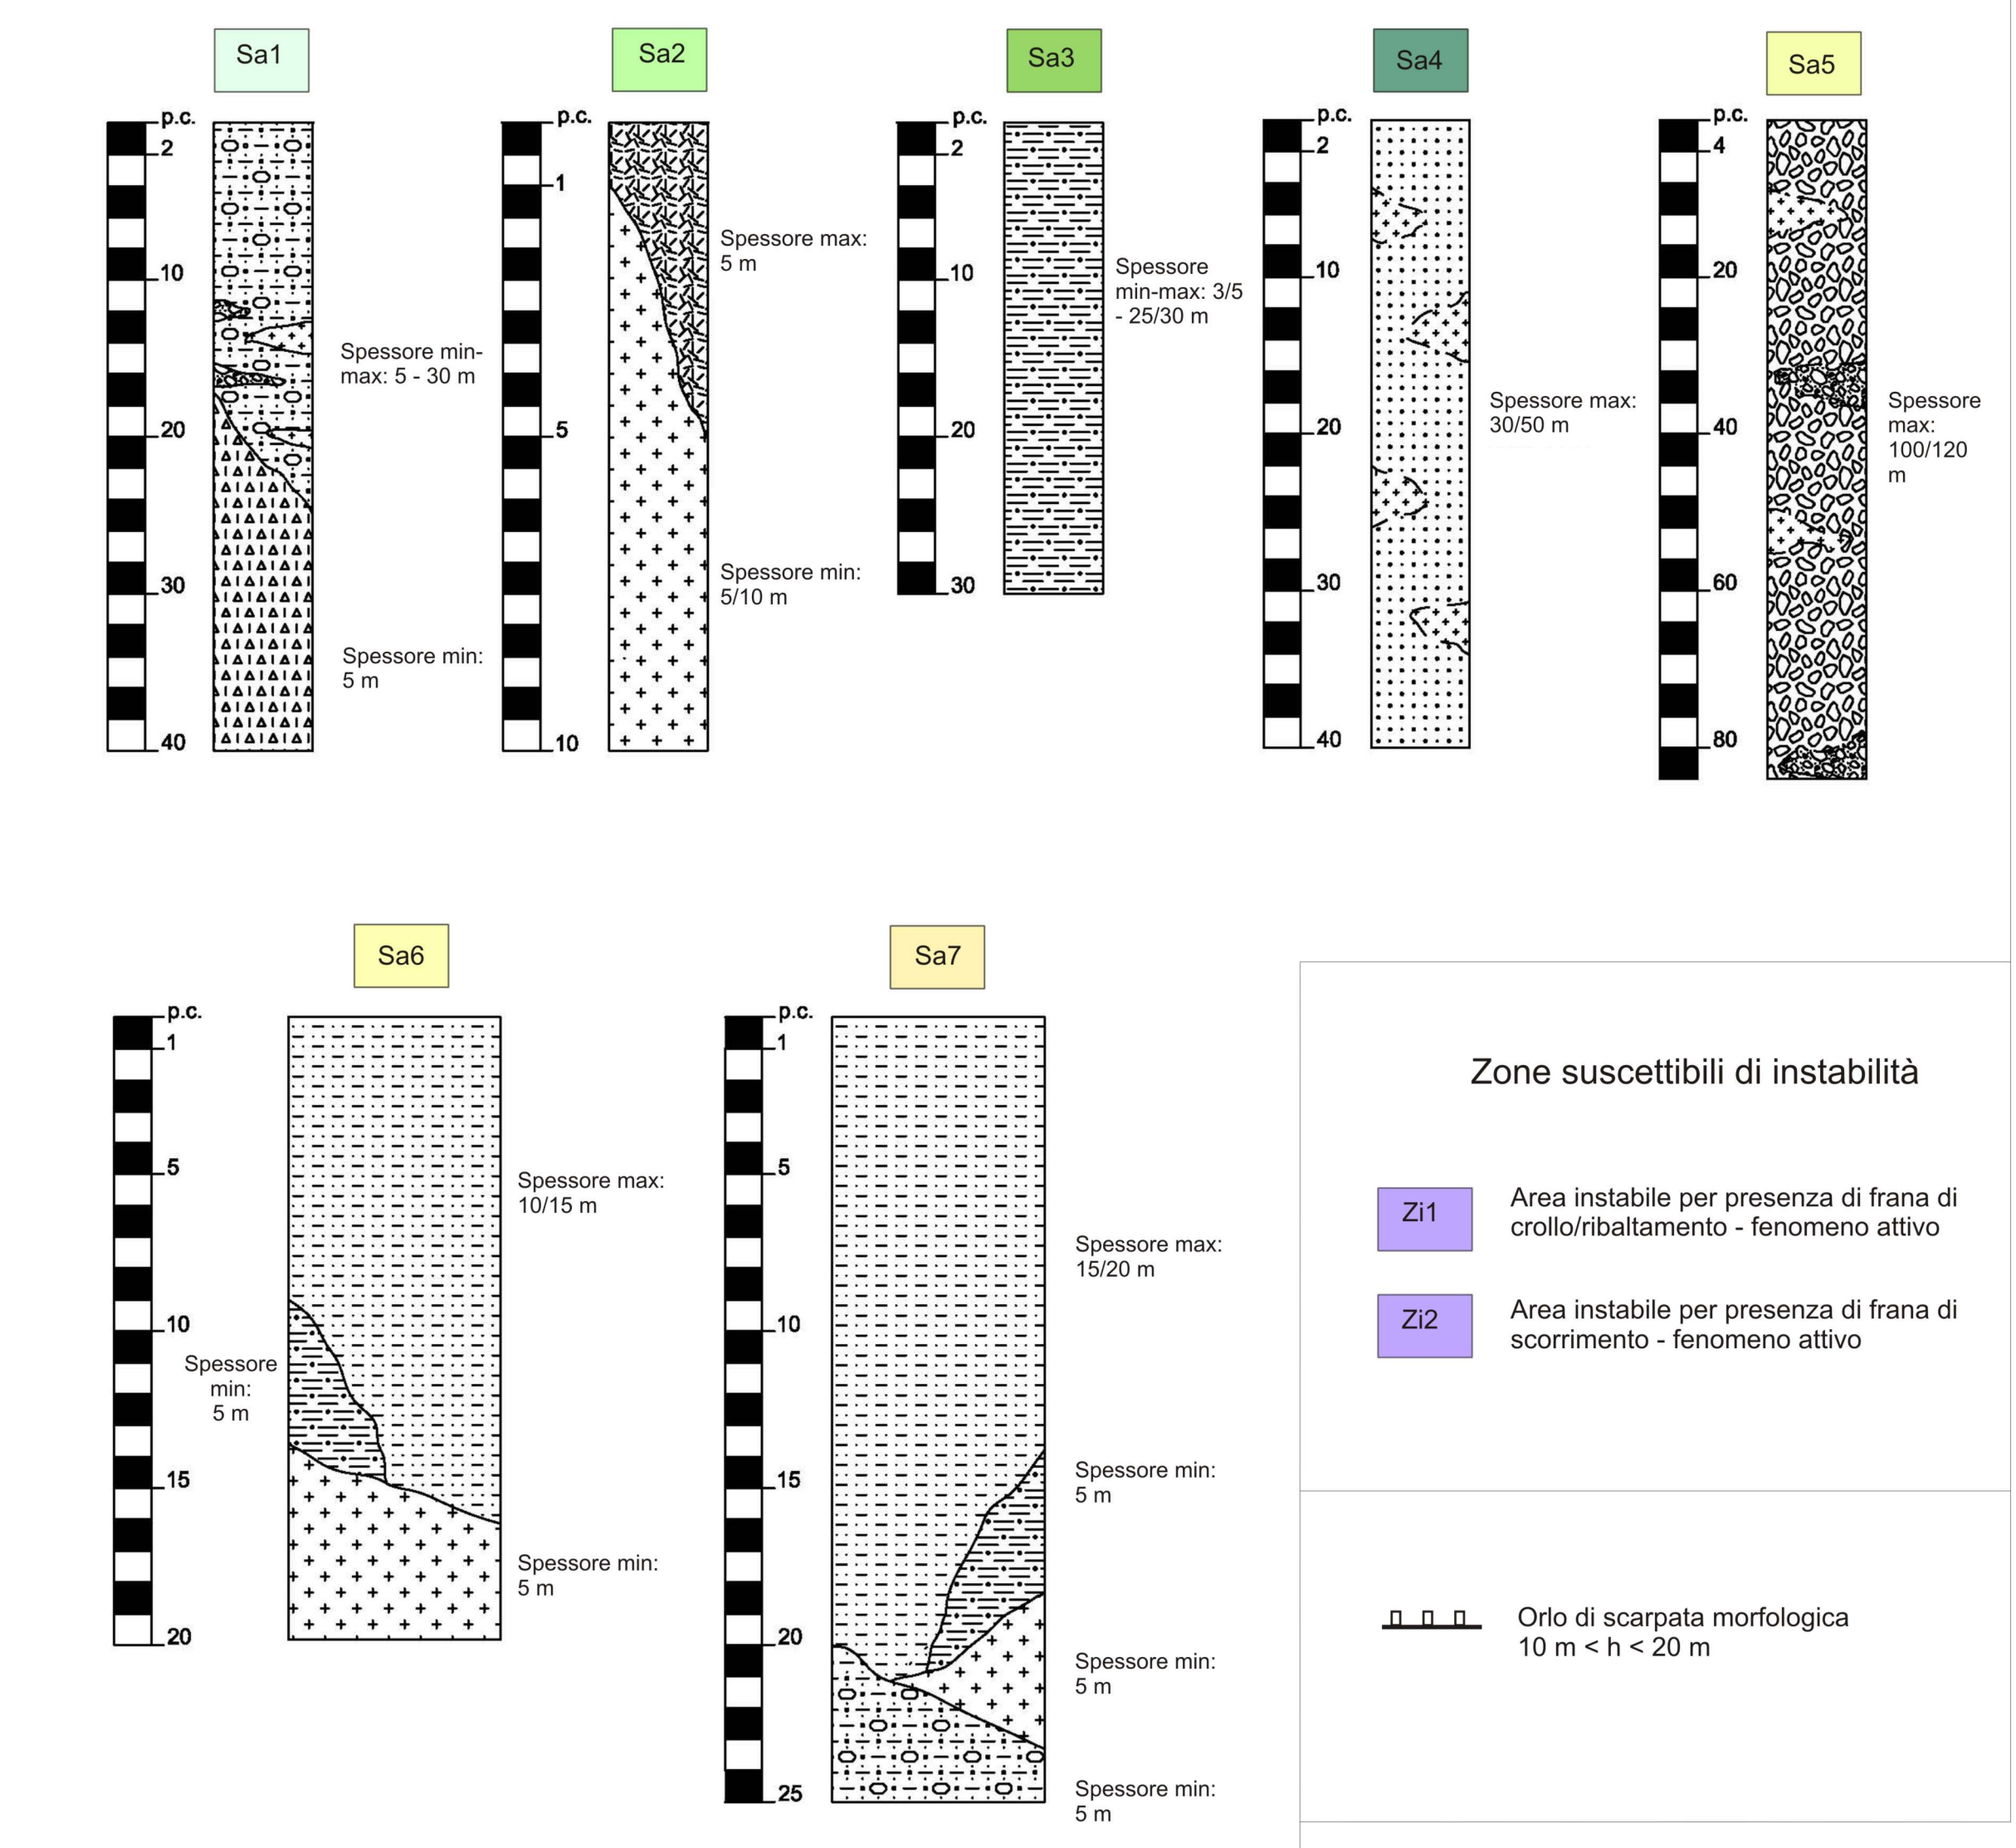 Sa1
Sa2
Sa3
Sa4
Sa5
p.c.
2
10
20
30
40
Spessore min-
max: 5 - 30 m
Spessore min:
5 m
p.c.
1
5
10
Spessore max:
5 m
Spessore min:
5/10 m
p.c.
2
10
20
30
Spessore
min-max: 3/5
- 25/30 m
p.c.
2
10
20
30
40
Spessore max:
30/50 m
p.c.
4
20
40
60
80
Spessore
max:
100/120
m
Sa6
p.c.
1
5
10
15
20
Spessore max:
10/15 m
Spessore
min:
5 m
Spessore min:
5 m
Sa7
p.c.
1
5
10
15
20
25
Spessore max:
15/20 m
Spessore min:
5 m
Spessore min:
5 m
Spessore min:
5 m
Zone suscettibili di instabilità
Zi1
Area instabile per presenza di frana di
crollo/ribaltamento - fenomeno attivo
Zi2
Area instabile per presenza di frana di
scorrimento - fenomeno attivo
Orlo di scarpata morfologica
10 m < h < 20 m